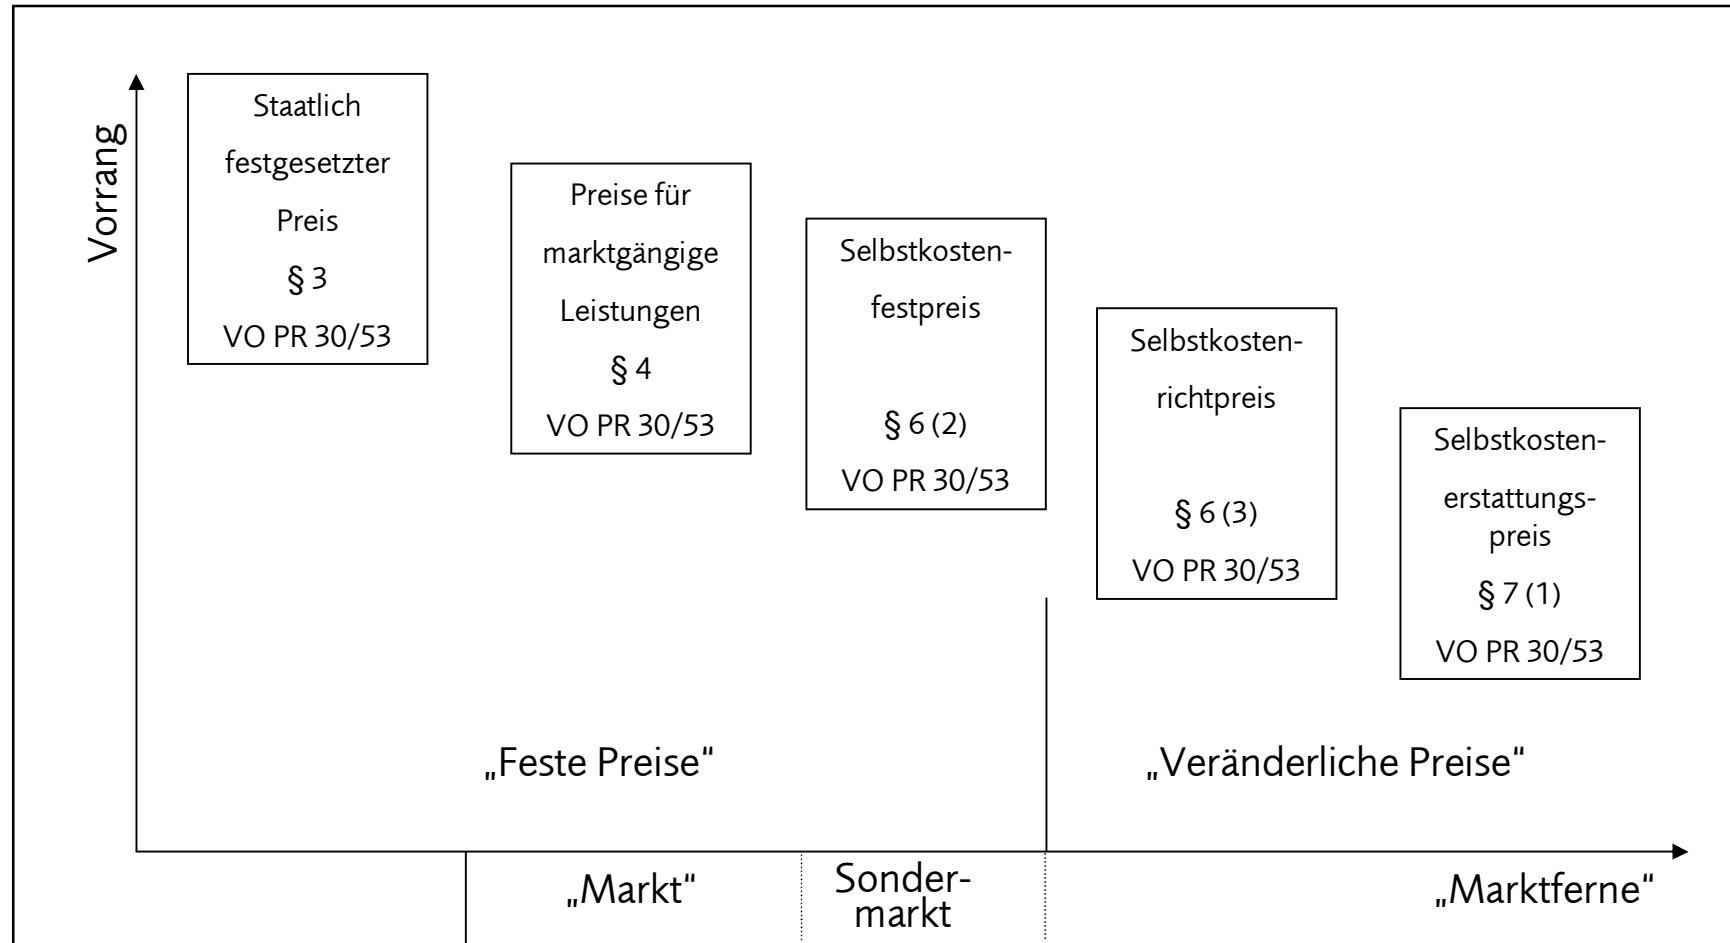 Vorrang
Staatlich
festgesetzter
Preis
§ 3
VO PR 30/53
Preise für
marktgängige
Leistungen
§ 4
VO PR 30/53
Selbstkosten-
festpreis
§ 6 (2)
VO PR 30/53
Selbstkosten-
richtpreis
§ 6 (3)
VO PR 30/53
Selbstkosten-
erstattungs-
preis
§ 7 (1)
VO PR 30/53
„Feste Preise“
„Veränderliche Preise“
„Markt“
Sonder-
markt
„Marktferne“